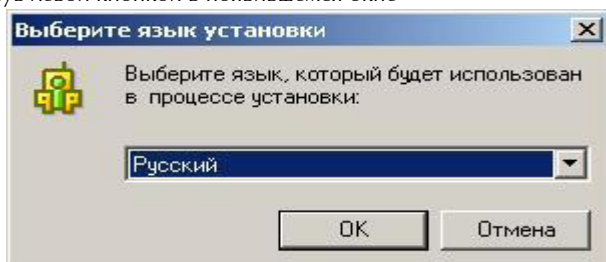 Выберите язык установки
Выберите язык, который будет использован
в процессе установки:
Русский
OK
Отмена